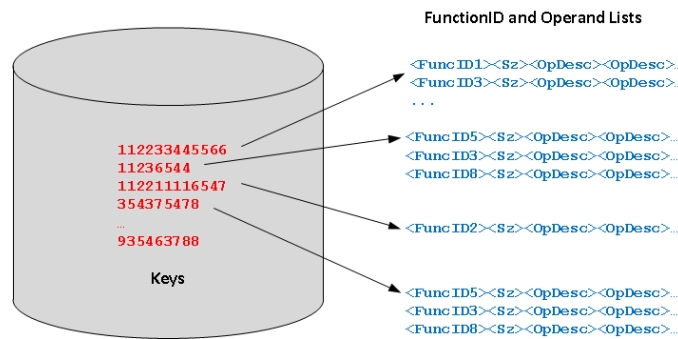 FunctionID and Operand Lists
<FuncID1><Sz><OpDesc><OpDesc>…
<FuncID3><Sz><OpDesc><OpDesc>…
...
112233445566
11236544
112211116547
354375478
…
935463788
Keys
<FuncID5><Sz><OpDesc><OpDesc>…
<FuncID3><Sz><OpDesc><OpDesc>…
<FuncID8><Sz><OpDesc><OpDesc>…
<FuncID2><Sz><OpDesc><OpDesc>…
<FuncID5><Sz><OpDesc><OpDesc>…
<FuncID3><Sz><OpDesc><OpDesc>…
<FuncID8><Sz><OpDesc><OpDesc>…